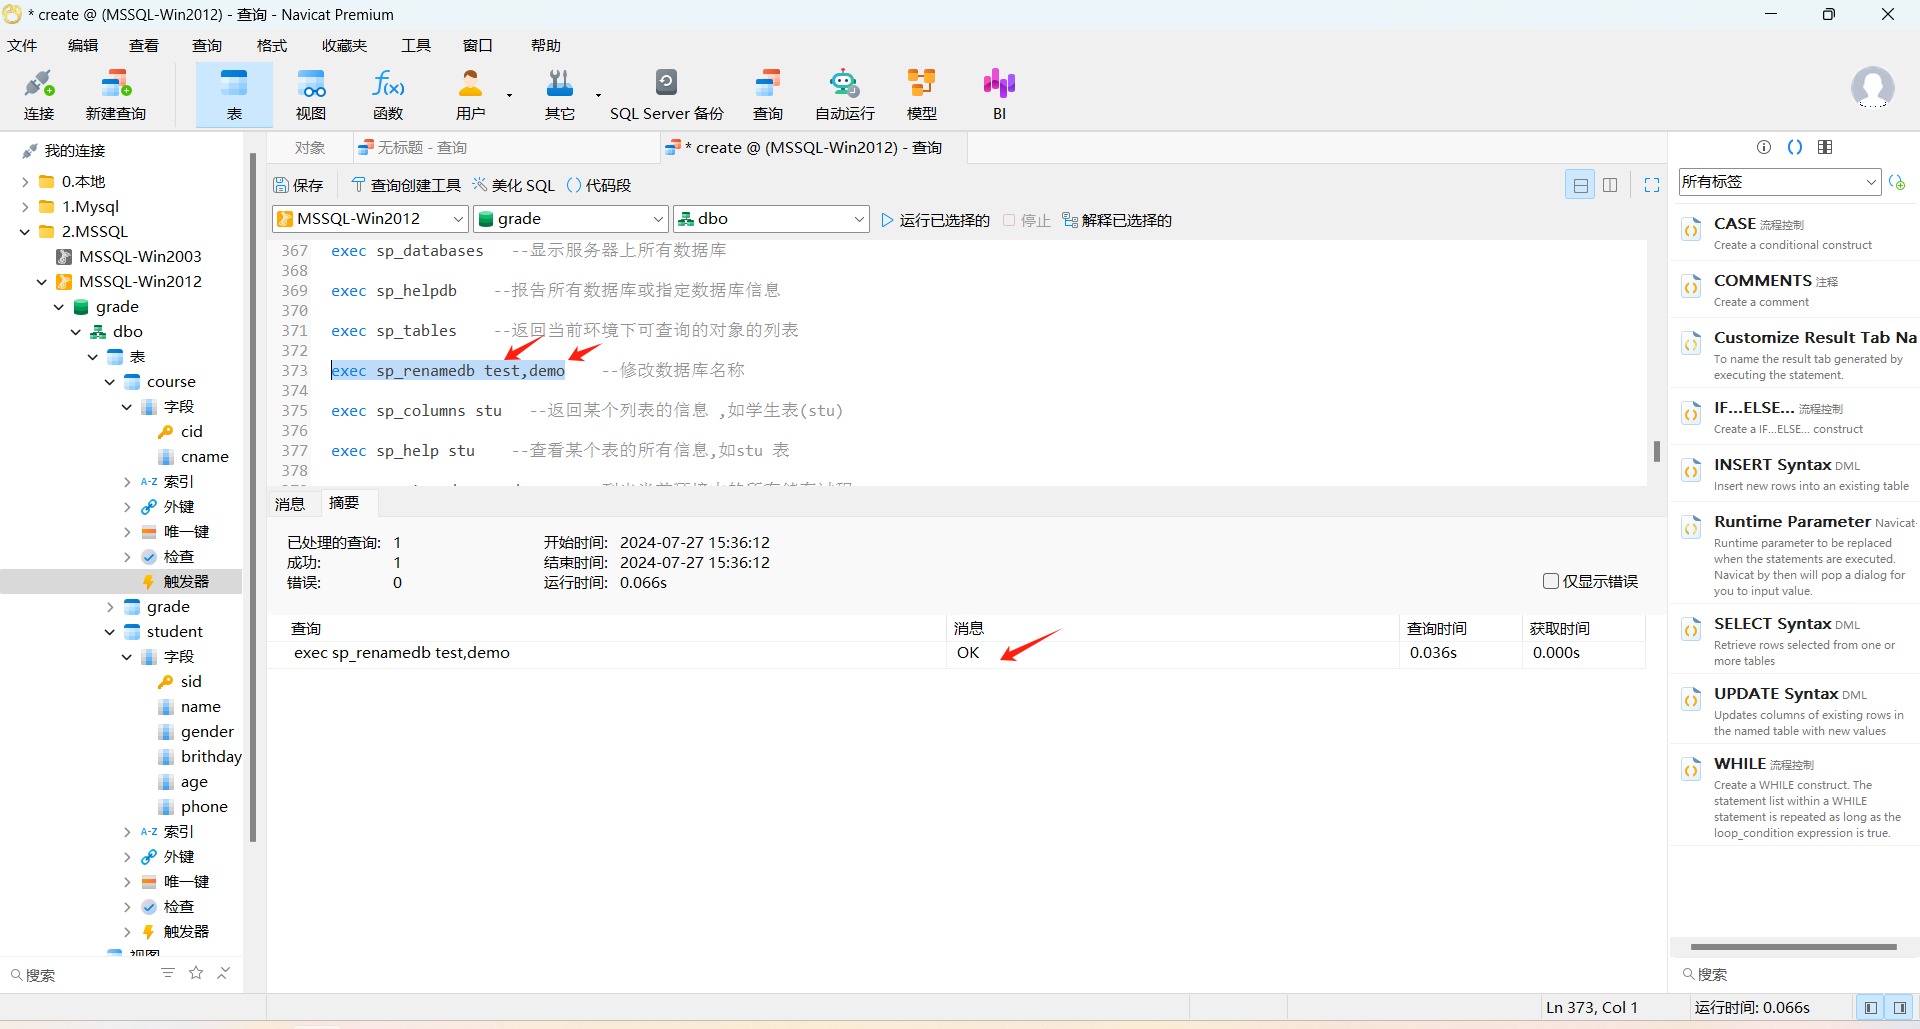 * create @ (MSSQL-Win2012) - 查询 - Navicat Premium
文件 编辑 查看 查询 格式 收藏夹 工具 窗口 帮助
连接 新建查询 表 视图 函数 用户 其它 SQL Server 备份 查询 自动运行 模型 BI
我的连接
0.本地
1.Mysql
2.MSSQL
MSSQL-Win2003
MSSQL-Win2012
grade
dbo
表
course
字段
cid
cname
A-Z 索引
外键
唯一键
检查
触发器
grade
student
字段
sid
name
gender
brithday
age
phone
A-Z 索引
外键
唯一键
检查
触发器
视图
搜索
对象 无标题 - 查询 * create @ (MSSQL-Win2012) - 查询
保存 查询创建工具 美化 SQL 代码段
MSSQL-Win2012 grade dbo 运行已选择的 停止 解释已选择的
367 exec sp_databases --显示服务器上所有数据库
368
369 exec sp_helpdb --报告所有数据库或指定数据库信息
370
371 exec sp_tables --返回当前环境下可查询的对象的列表
372
373 exec sp_renamedb test,demo --修改数据库名称
374
375 exec sp_columns stu --返回某个列表的信息 ,如学生表(stu)
376
377 exec sp_help stu --查看某个表的所有信息,如stu 表
378
消息 摘要
已处理的查询: 1 开始时间: 2024-07-27 15:36:12
成功: 1 结束时间: 2024-07-27 15:36:12
错误: 0 运行时间: 0.066s
仅显示错误
查询 消息 查询时间 获取时间
exec sp_renamedb test,demo OK 0.036s 0.000s
所有标签
CASE 流程控制
Create a conditional construct
COMMENTS 注释
Create a comment
Customize Result Tab Na
To name the result tab generated by
executing the statement.
IF...ELSE... 流程控制
Create a IF...ELSE... construct
INSERT Syntax DML
Insert new rows into an existing table
Runtime Parameter Navicat
Runtime parameter to be replaced
when the statements are executed.
Navicat by then will pop a dialog for
you to input value.
SELECT Syntax DML
Retrieve rows selected from one or
more tables
UPDATE Syntax DML
Updates columns of existing rows in
the named table with new values
WHILE 流程控制
Create a WHILE construct. The
statement list within a WHILE
statement is repeated as long as the
loop_condition expression is true.
搜索
Ln 373, Col 1 运行时间: 0.066s